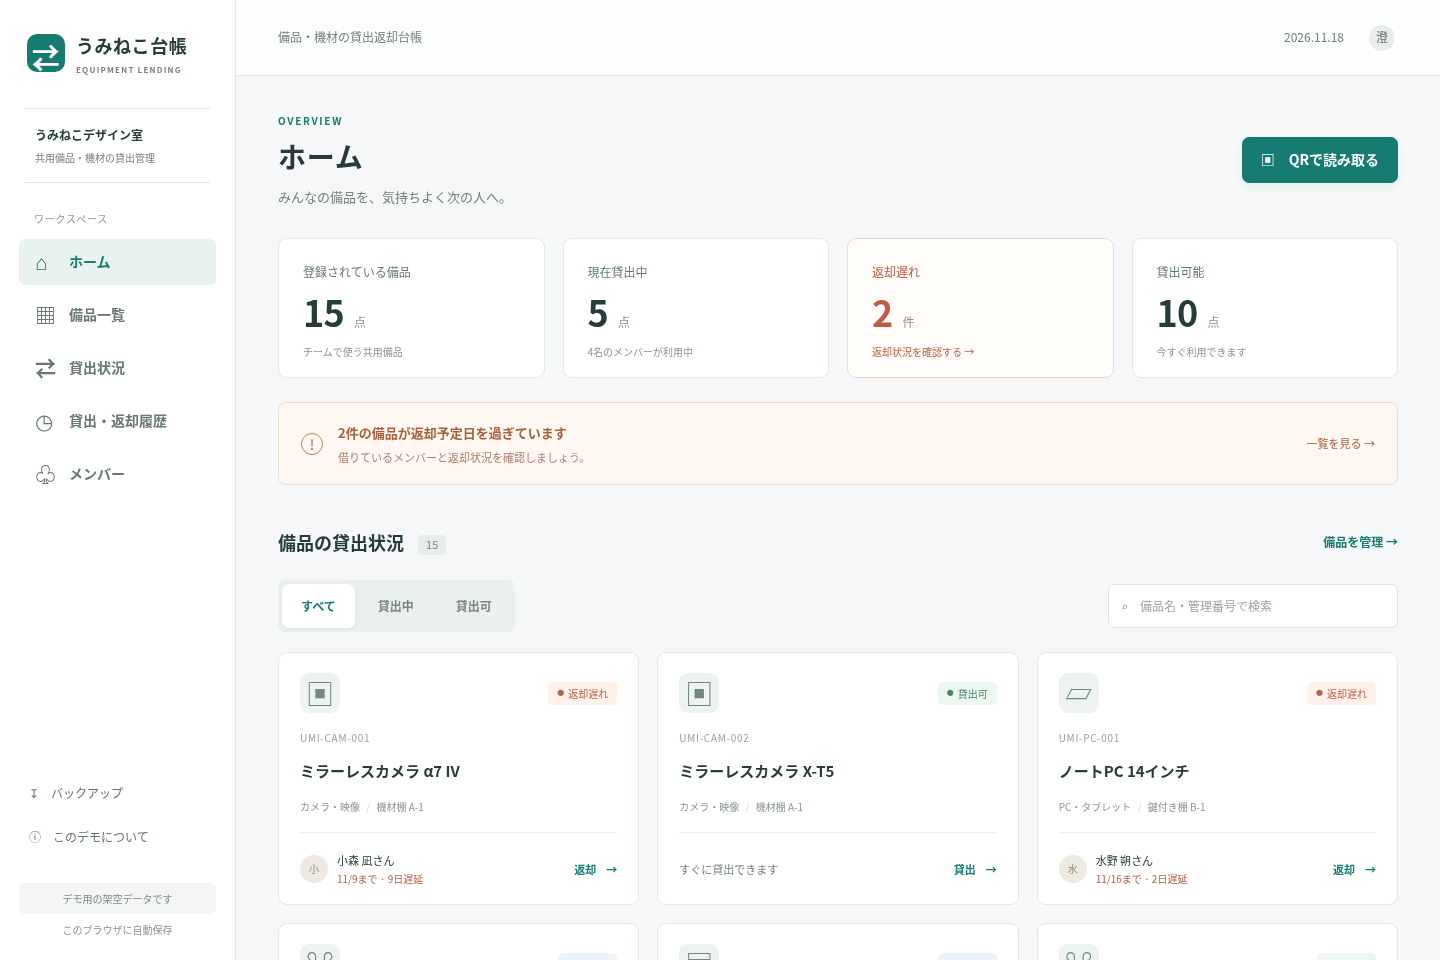 うみねこ台帳
EQUIPMENT LENDING
うみねこデザイン室
共用備品・機材の貸出管理
ワークスペース
ホーム
備品一覧
貸出状況
貸出・返却履歴
メンバー
バックアップ
このデモについて
デモ用の架空データです
このブラウザに自動保存
備品・機材の貸出返却台帳
2026.11.18
澄
OVERVIEW
ホーム
みんなの備品を、気持ちよく次の人へ。
QRで読み取る
登録されている備品
15 点
チームで使う共用備品
現在貸出中
5 点
4名のメンバーが利用中
返却遅れ
2 件
返却状況を確認する →
貸出可能
10 点
今すぐ利用できます
2件の備品が返却予定日を過ぎています
借りているメンバーと返却状況を確認しましょう。
一覧を見る →
備品の貸出状況 15
備品を管理 →
すべて 貸出中 貸出可
備品名・管理番号で検索
返却遅れ
UMI-CAM-001
ミラーレスカメラ α7 IV
カメラ・映像 / 機材棚 A-1
小
小森 凪さん
11/9まで · 9日遅延
返却 →
貸出可
UMI-CAM-002
ミラーレスカメラ X-T5
カメラ・映像 / 機材棚 A-1
すぐに貸出できます
貸出 →
返却遅れ
UMI-PC-001
ノートPC 14インチ
PC・タブレット / 鍵付き棚 B-1
水
水野 朔さん
11/16まで · 2日遅延
返却 →